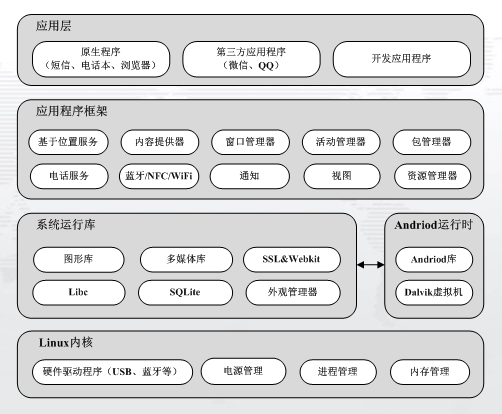 应用层
原生程序
（短信、电话本、浏览器）
第三方应用程序
（微信、QQ）
开发应用程序
应用程序框架
基于位置服务
内容提供器
窗口管理器
活动管理器
包管理器
电话服务
蓝牙/NFC/WiFi
通知
视图
资源管理器
系统运行库
图形库
多媒体库
SSL&Webkit
Libc
SQLite
外观管理器
Andriod运行时
Andriod库
Dalvik虚拟机
Linux内核
硬件驱动程序（USB、蓝牙等）
电源管理
进程管理
内存管理